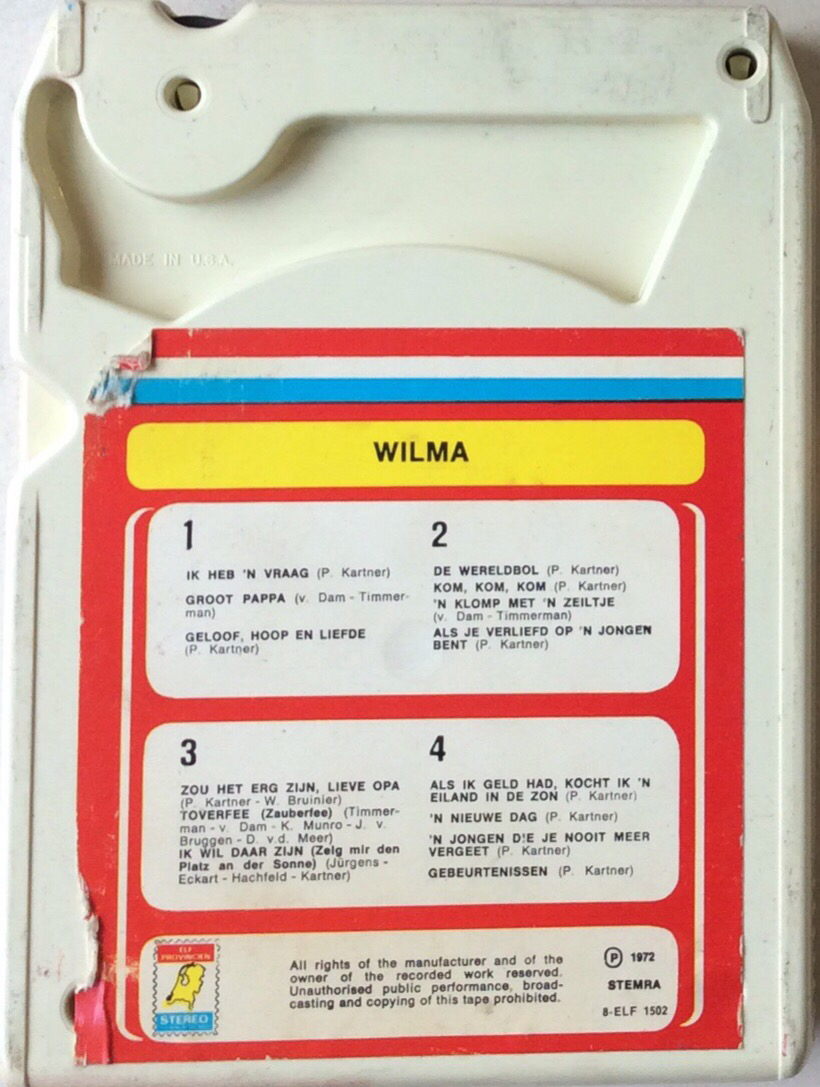 MADE IN U.S.A.
WILMA
1
IK HEB 'N VRAAG (P. Kartner)
GROOT PAPPA (v. Dam - Timmer-
man)
GELOOF, HOOP EN LIEFDE
(P. Kartner)
2
DE WERELDBOL (P. Kartner)
KOM, KOM, KOM (P. Kartner)
'N KLOMP MET 'N ZEILTJE
(v. Dam - Timmerman)
ALS JE VERLIEFD OP 'N JONGEN
BENT (P. Kartner)
3
ZOU HET ERG ZIJN, LIEVE OPA
(P. Kartner - W. Bruinier)
TOVERFEE (Zauberfee) (Timmer-
man - v. Dam - K. Munro - J. v.
Bruggen - D. v.d. Meer)
IK WIL DAAR ZIJN (Zeig mir den
Platz an der Sonne) (Jürgens -
Eckart - Hachfeld - Kartner)
4
ALS IK GELD HAD, KOCHT IK 'N
EILAND IN DE ZON (P. Kartner)
'N NIEUWE DAG (P. Kartner)
'N JONGEN DIE JE NOOIT MEER
VERGEET (P. Kartner)
GEBEURTENISSEN (P. Kartner)
ELF
PROVINCIEN
STEREO
All rights of the manufacturer and of the
owner of the recorded work reserved.
Unauthorised public performance, broad-
casting and copying of this tape prohibited.
Ⓟ 1972
STEMRA
8-ELF 1502